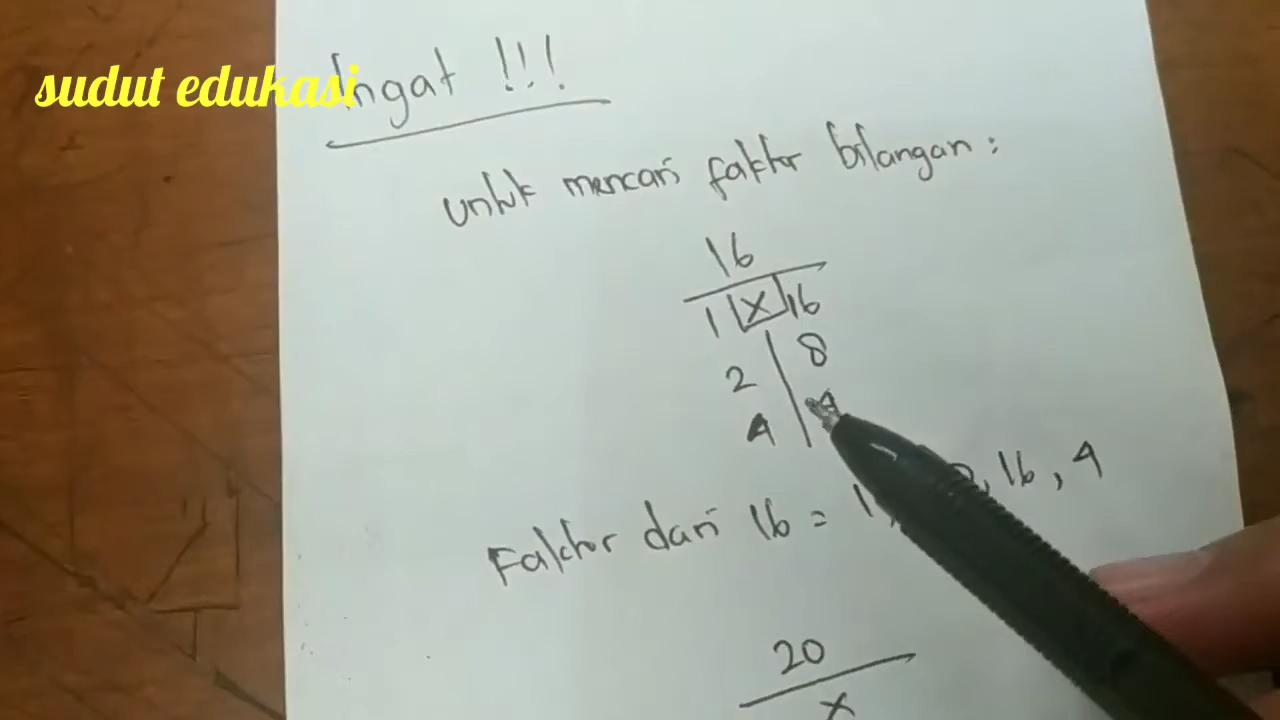 sudut edukasi
Ingat !!!
untuk mencari faktor bilangan :
16
1 x 16
2 8
4 4
Faktor dari 16 = 1, 16, 4
20
x